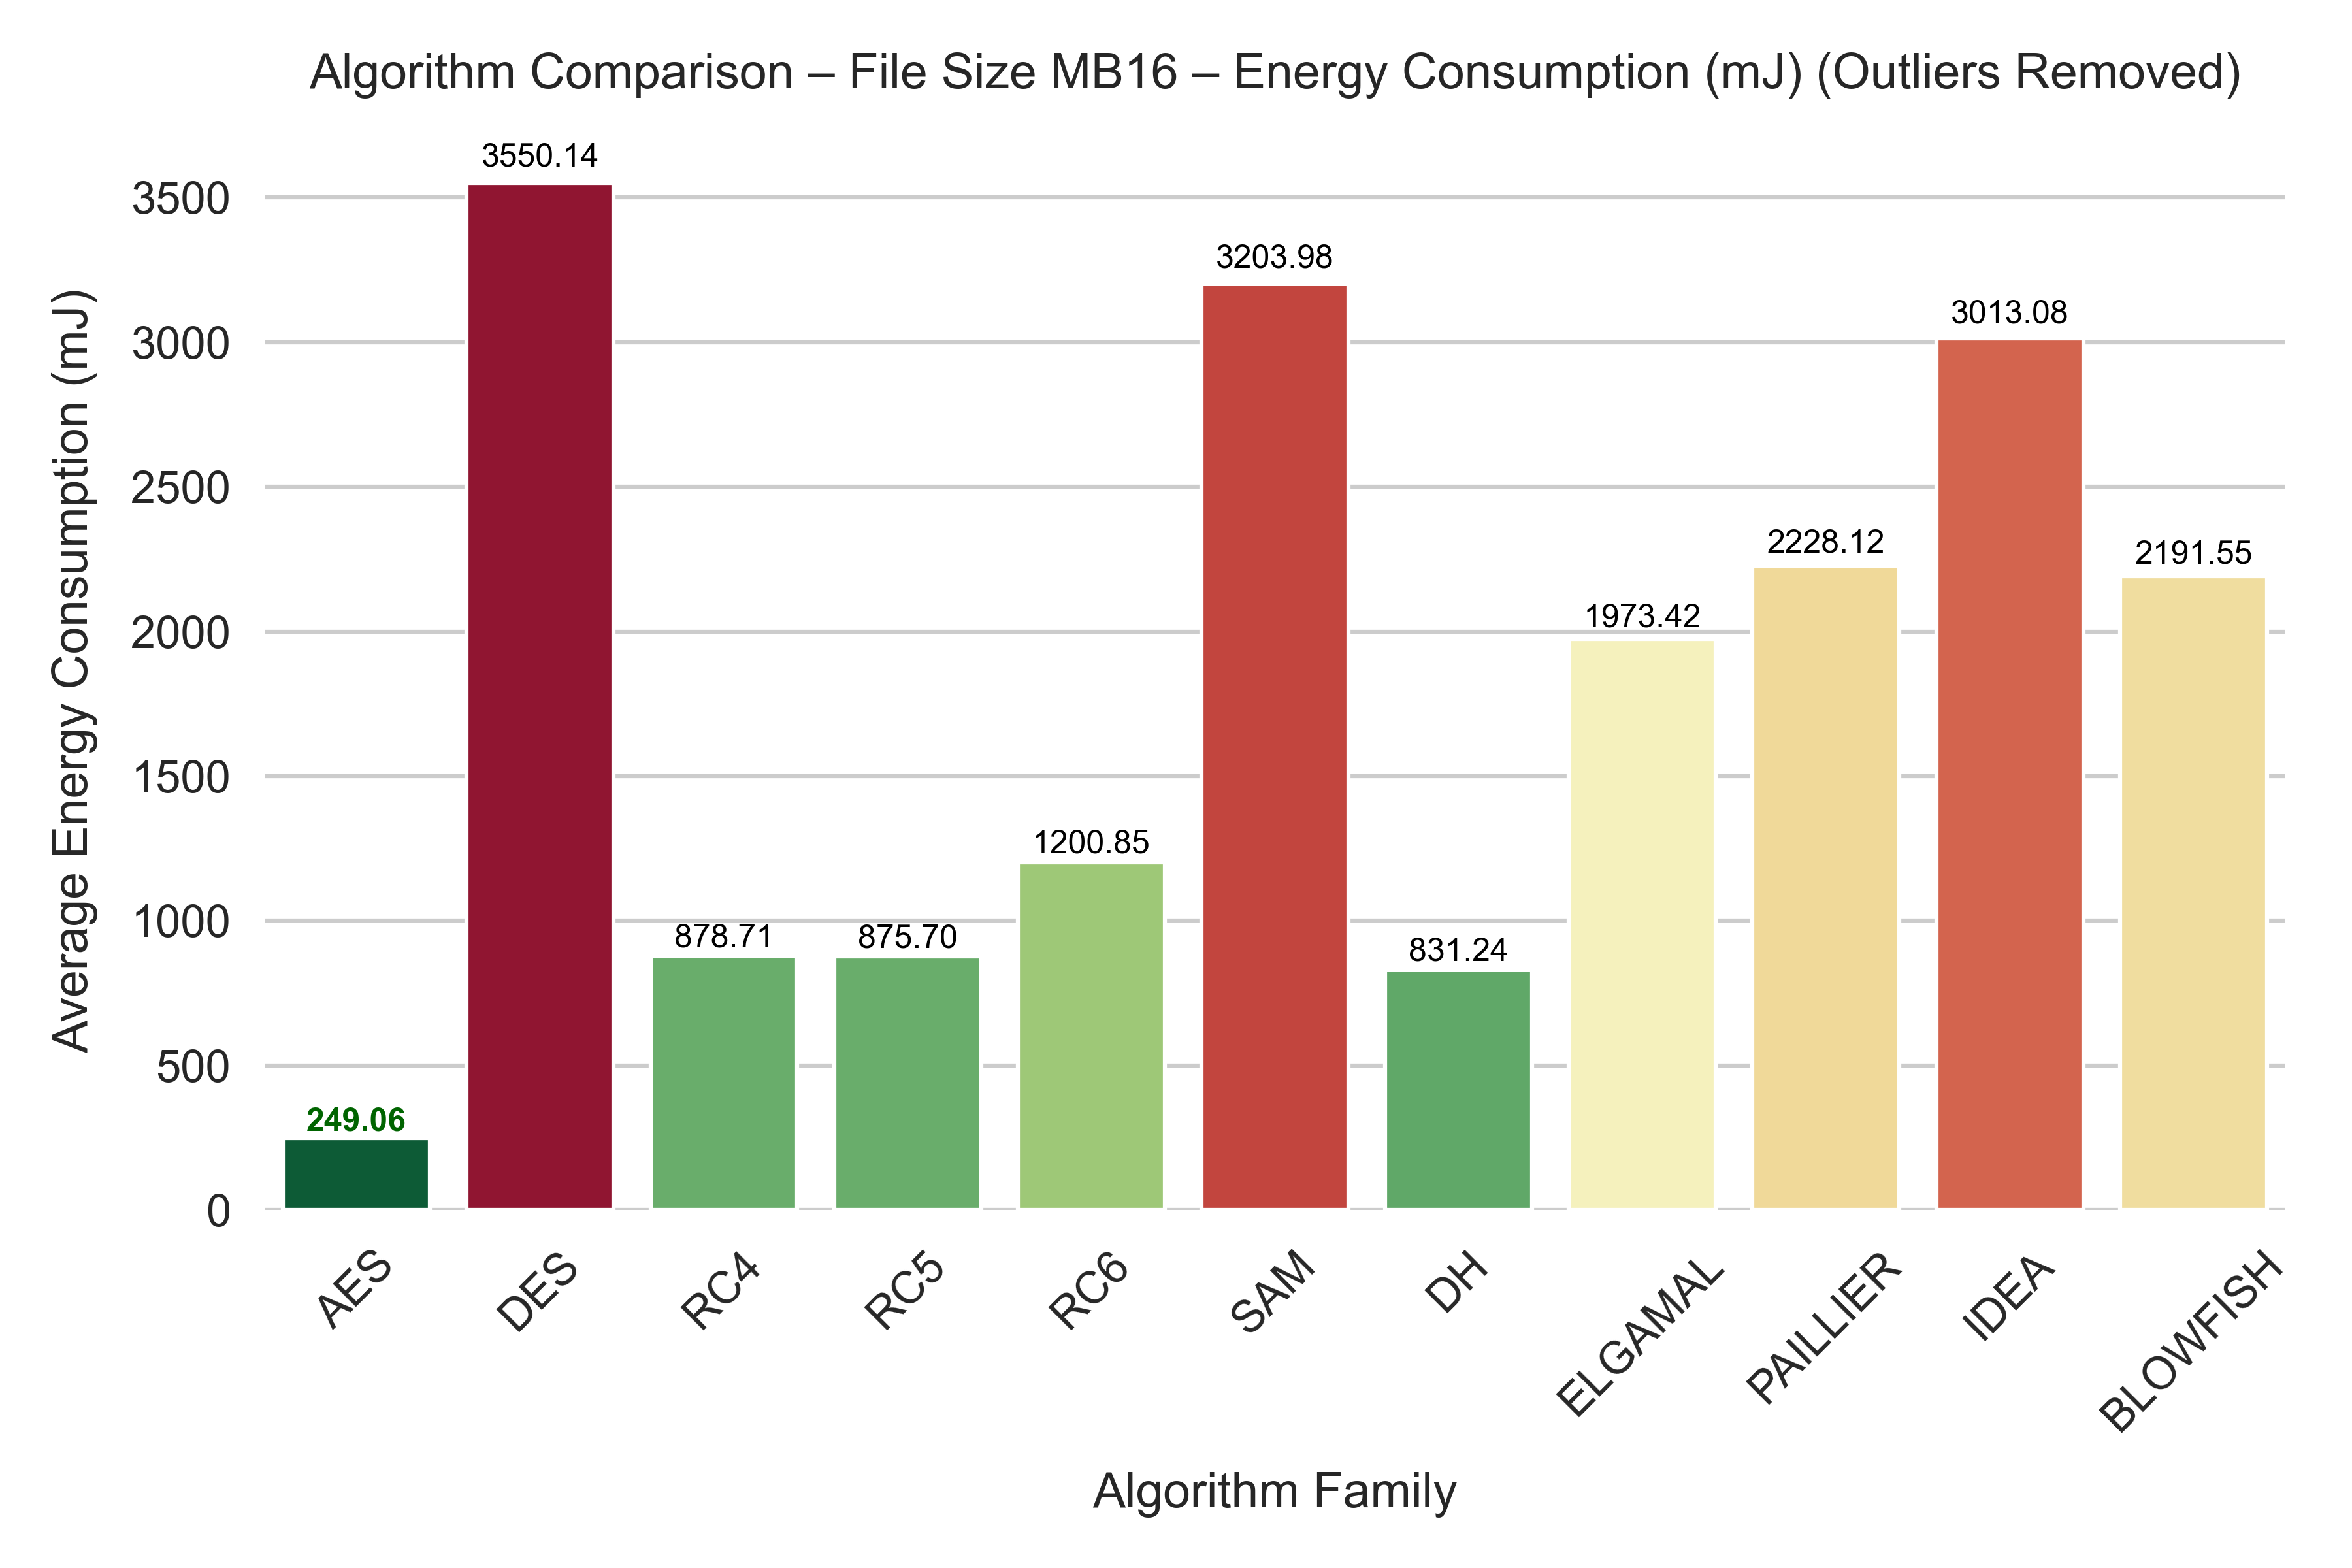 Algorithm Comparison – File Size MB16 – Energy Consumption (mJ) (Outliers Removed)
Average Energy Consumption (mJ)
3500
3000
2500
2000
1500
1000
500
0
249.06
3550.14
878.71
875.70
1200.85
3203.98
831.24
1973.42
2228.12
3013.08
2191.55
AES
DES
RC4
RC5
RC6
SAM
DH
ELGAMAL
PAILLIER
IDEA
BLOWFISH
Algorithm Family